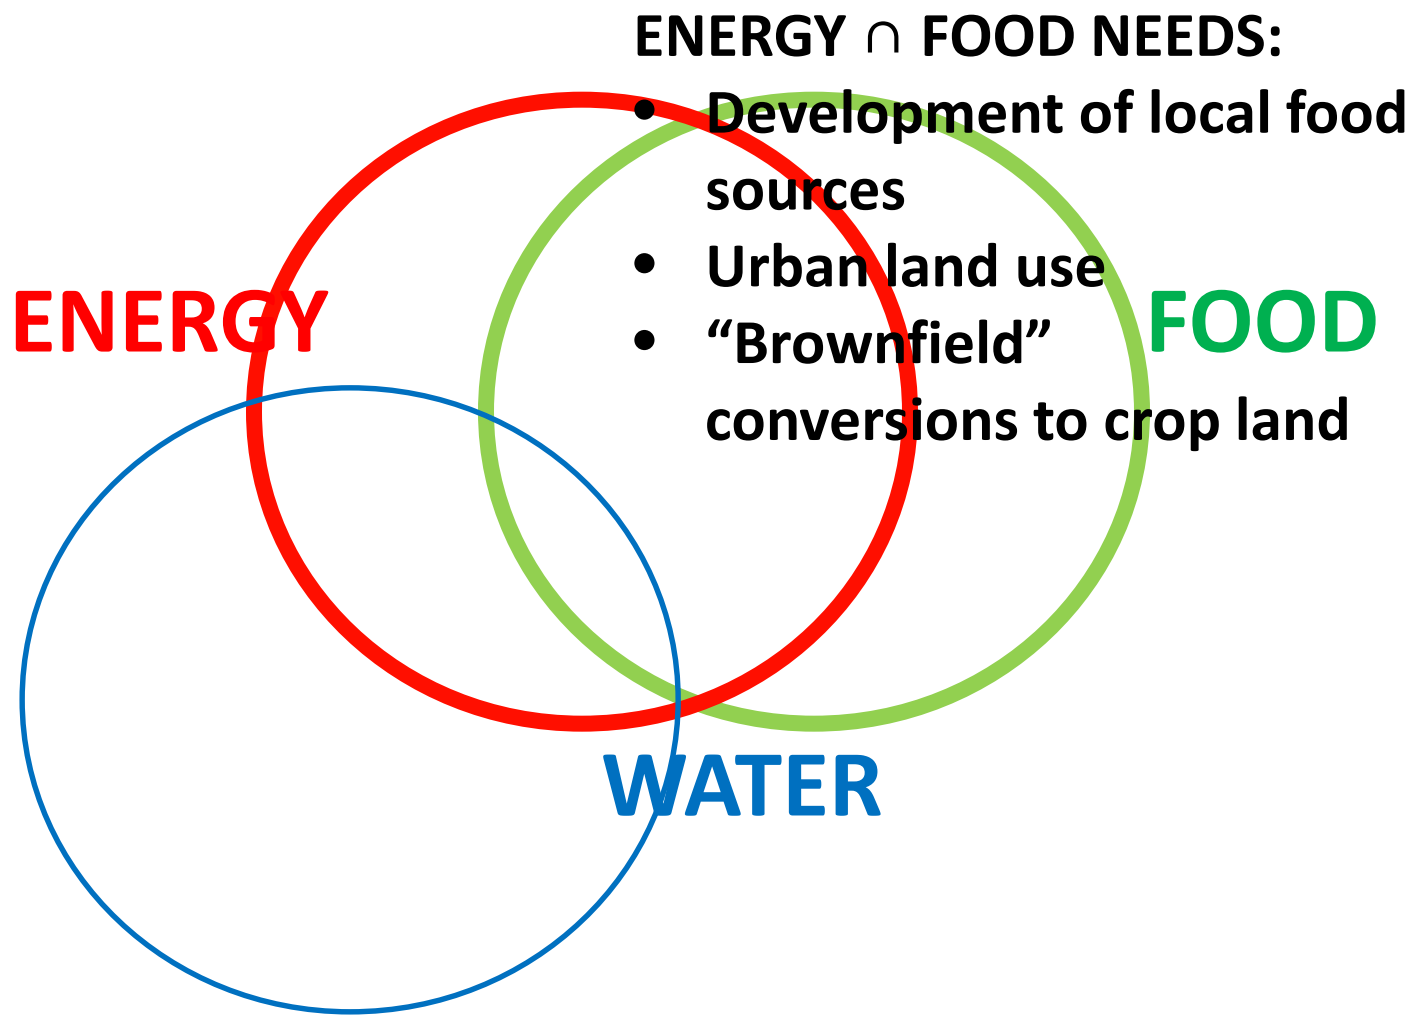 ENERGY ∩ FOOD NEEDS:
• Development of local food
sources
• Urban land use
• “Brownfield”
conversions to crop land
ENERGY
FOOD
WATER